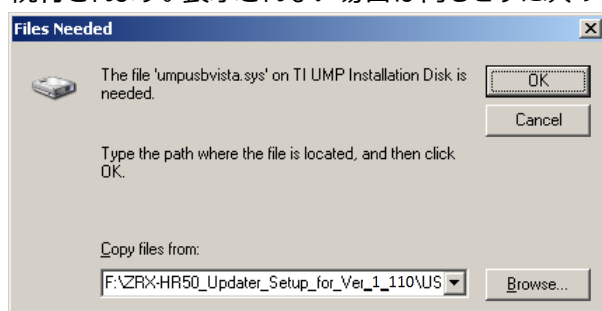 Files Needed
The file 'umpusbvista.sys' on TI UMP Installation Disk is
needed.
OK
Cancel
Type the path where the file is located, and then click
OK.
Copy files from:
F:\ZRX-HR50_Updater_Setup_for_Ver_1_110\US
Browse...